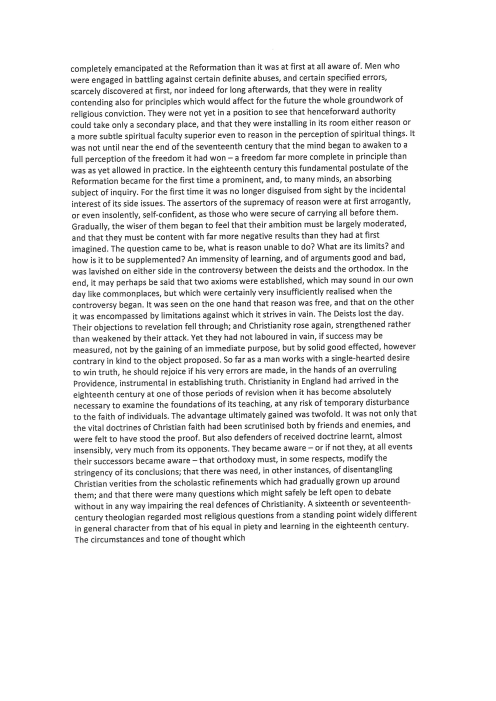 completely emancipated at the Reformation than it was at first at all aware of. Men who
were engaged in battling against certain definite abuses, and certain specified errors,
scarcely discovered at first, nor indeed for long afterwards, that they were in reality
contending also for principles which would affect for the future the whole groundwork of
religious conviction. They were not yet in a position to see that henceforward authority
could take only a secondary place, and that they were installing in its room either reason or
a more subtle spiritual faculty superior even to reason in the perception of spiritual things. It
was not until near the end of the seventeenth century that the mind began to awaken to a
full perception of the freedom it had won – a freedom far more complete in principle than
was as yet allowed in practice. In the eighteenth century this fundamental postulate of the
Reformation became for the first time a prominent, and, to many minds, an absorbing
subject of inquiry. For the first time it was no longer disguised from sight by the incidental
interest of its side issues. The assertors of the supremacy of reason were at first arrogantly,
or even insolently, self-confident, as those who were secure of carrying all before them.
Gradually, the wiser of them began to feel that their ambition must be largely moderated,
and that they must be content with far more negative results than they had at first
imagined. The question came to be, what is reason unable to do? What are its limits? and
how is it to be supplemented? An immensity of learning, and of arguments good and bad,
was lavished on either side in the controversy between the deists and the orthodox. In the
end, it may perhaps be said that two axioms were established, which may sound in our own
day like commonplaces, but which were certainly very insufficiently realised when the
controversy began. It was seen on the one hand that reason was free, and that on the other
it was encompassed by limitations against which it strives in vain. The Deists lost the day.
Their objections to revelation fell through; and Christianity rose again, strengthened rather
than weakened by their attack. Yet they had not laboured in vain, if success may be
measured, not by the gaining of an immediate purpose, but by solid good effected, however
contrary in kind to the object proposed. So far as a man works with a single-hearted desire
to win truth, he should rejoice if his very errors are made, in the hands of an overruling
Providence, instrumental in establishing truth. Christianity in England had arrived in the
eighteenth century at one of those periods of revision when it has become absolutely
necessary to examine the foundations of its teaching, at any risk of temporary disturbance
to the faith of individuals. The advantage ultimately gained was twofold. It was not only that
the vital doctrines of Christian faith had been scrutinised both by friends and enemies, and
were felt to have stood the proof. But also defenders of received doctrine learnt, almost
insensibly, very much from its opponents. They became aware – or if not they, at all events
their successors became aware – that orthodoxy must, in some respects, modify the
stringency of its conclusions; that there was need, in other instances, of disentangling
Christian verities from the scholastic refinements which had gradually grown up around
them; and that there were many questions which might safely be left open to debate
without in any way impairing the real defences of Christianity. A sixteenth or seventeenth-
century theologian regarded most religious questions from a standing point widely different
in general character from that of his equal in piety and learning in the eighteenth century.
The circumstances and tone of thought which